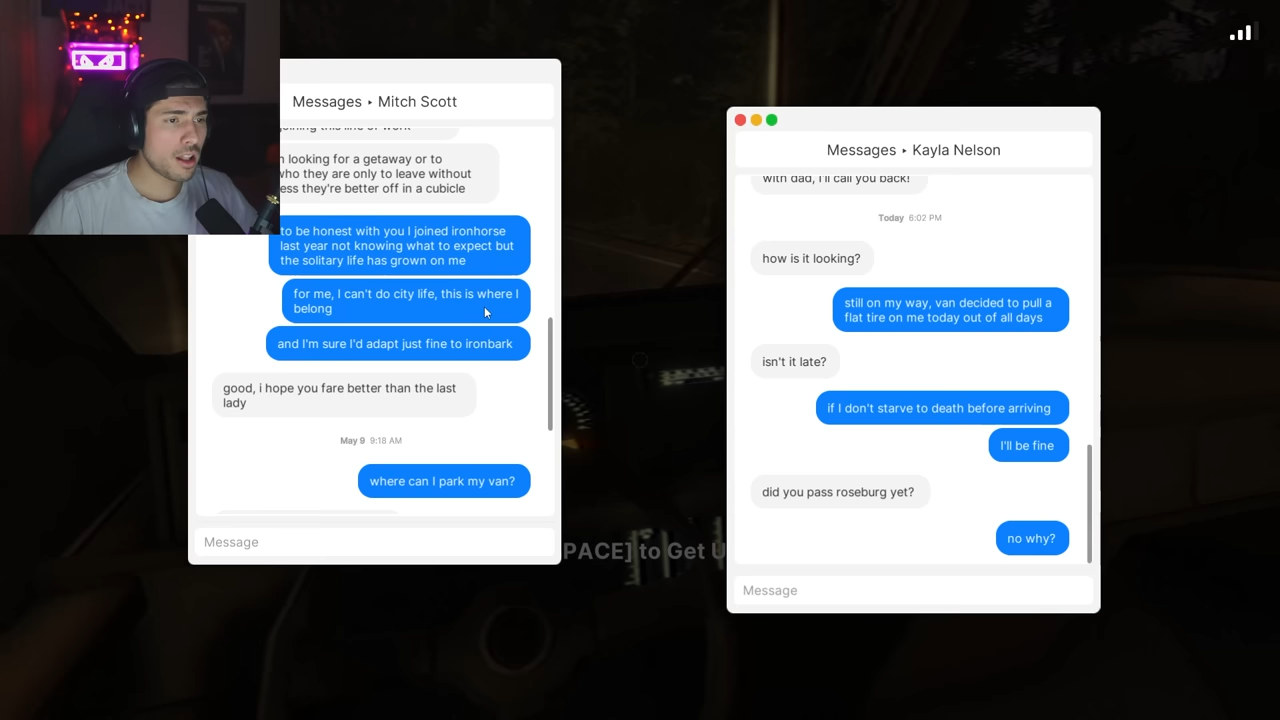 Messages ▸ Mitch Scott
joining this line of work
looking for a getaway or to
who they are only to leave without
they're better off in a cubicle
to be honest with you I joined ironhorse
last year not knowing what to expect but
the solitary life has grown on me
for me, I can't do city life, this is where I
belong
and I'm sure I'd adapt just fine to ironbark
good, i hope you fare better than the last
lady
May 9 9:18 AM
where can I park my van?
Message
PACE] to Get U
Messages ▸ Kayla Nelson
with dad, I'll call you back!
Today 6:02 PM
how is it looking?
still on my way, van decided to pull a
flat tire on me today out of all days
isn't it late?
if I don't starve to death before arriving
I'll be fine
did you pass roseburg yet?
no why?
Message